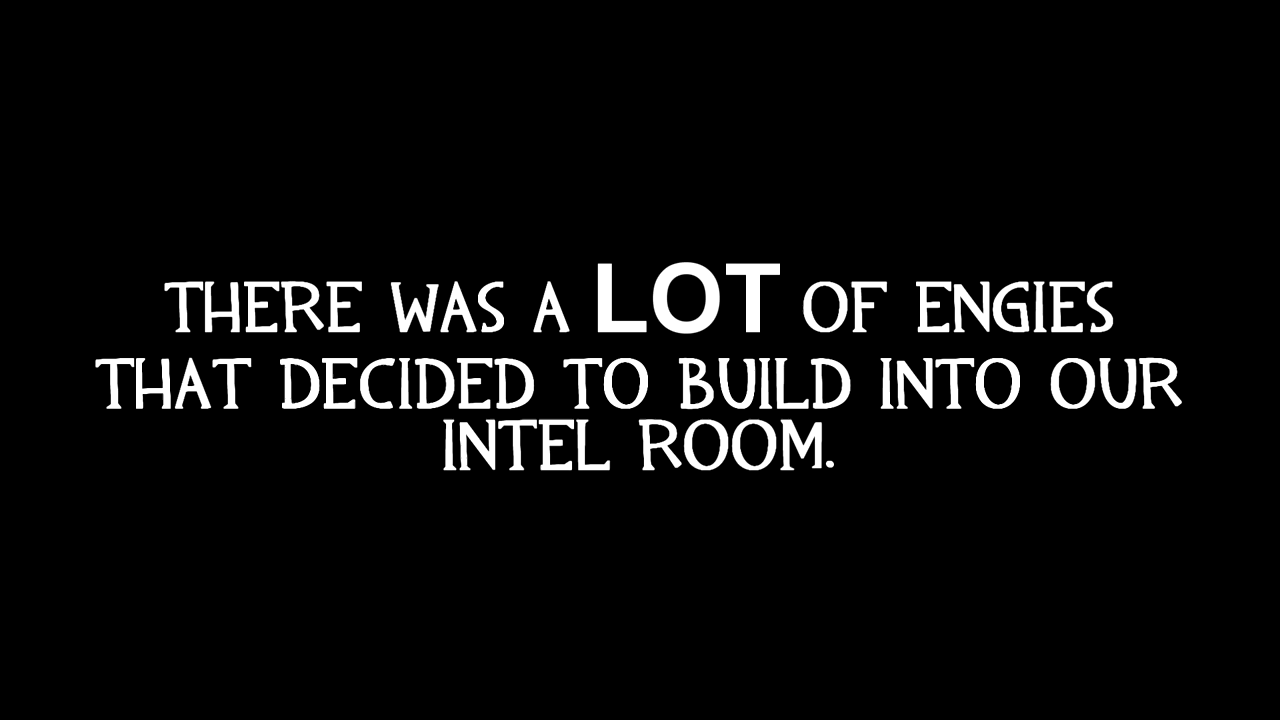 THERE WAS A LOT OF ENGIES
THAT DECIDED TO BUILD INTO OUR
INTEL ROOM.